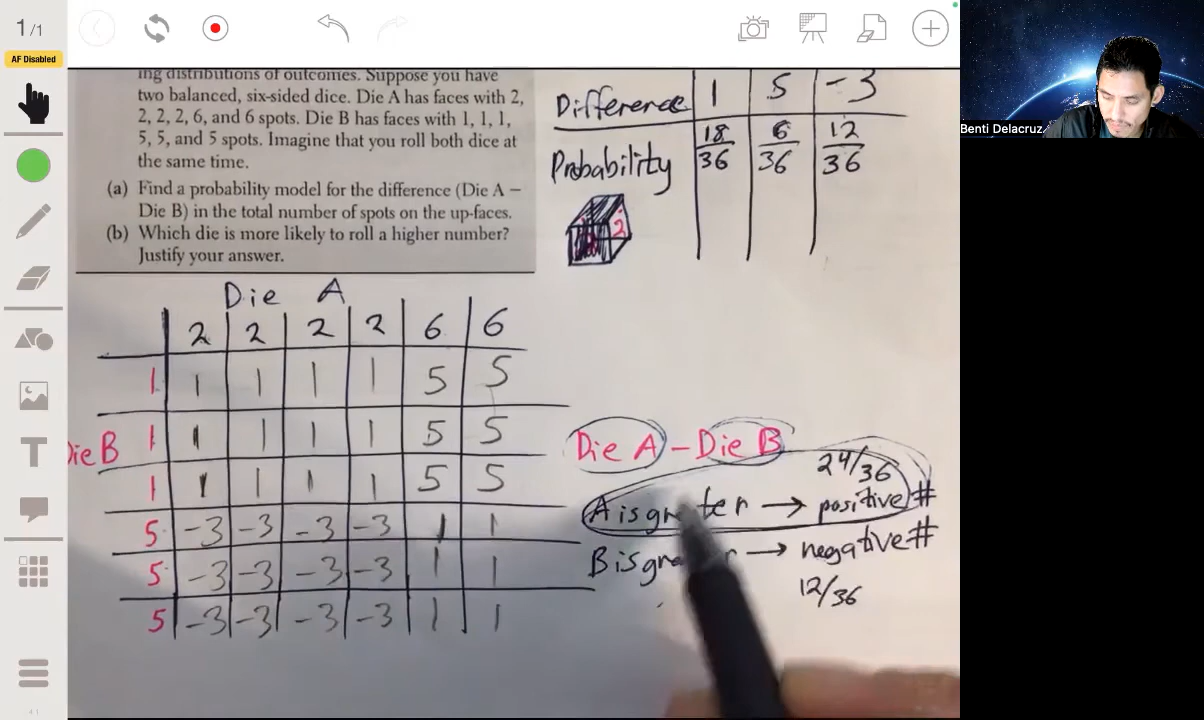 1/1
AF Disabled
ing distributions of outcomes. Suppose you have
two balanced, six-sided dice. Die A has faces with 2,
2, 2, 2, 6, and 6 spots. Die B has faces with 1, 1, 1,
5, 5, and 5 spots. Imagine that you roll both dice at
the same time.
(a) Find a probability model for the difference (Die A –
Die B) in the total number of spots on the up-faces.
(b) Which die is more likely to roll a higher number?
Justify your answer.
Difference 1 5 -3
Probability 18/36 6/36 12/36
2
Die A
2 2 2 2 6 6
1 1 1 1 1 5 5
Die B 1 1 1 1 1 5 5
1 1 1 1 1 5 5
5 -3 -3 -3 -3 1 1
5 -3 -3 -3 -3 1 1
5 -3 -3 -3 -3 1 1
Die A - Die B
24/36
A is greater → positive #
B is → negative #
12/36
T
Benti Delacruz